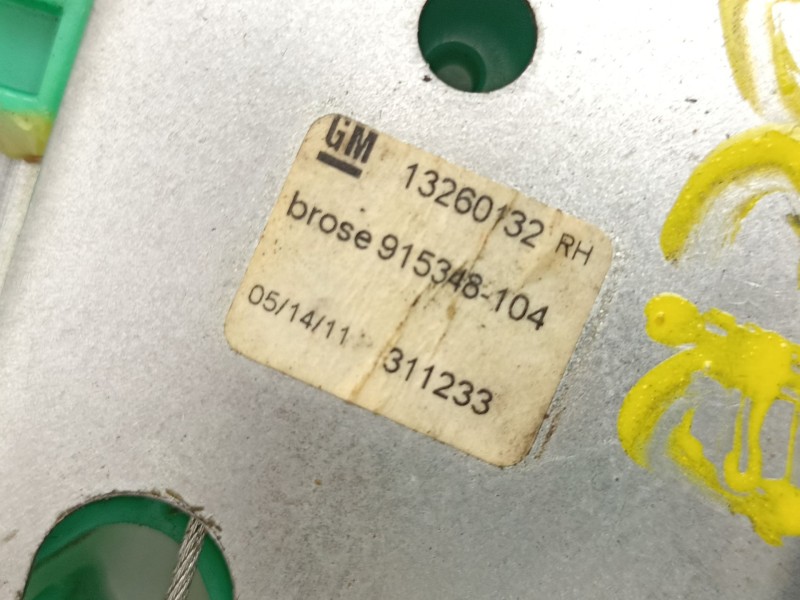 GM
13260132 RH
brose 915348-104
05/14/11 311233